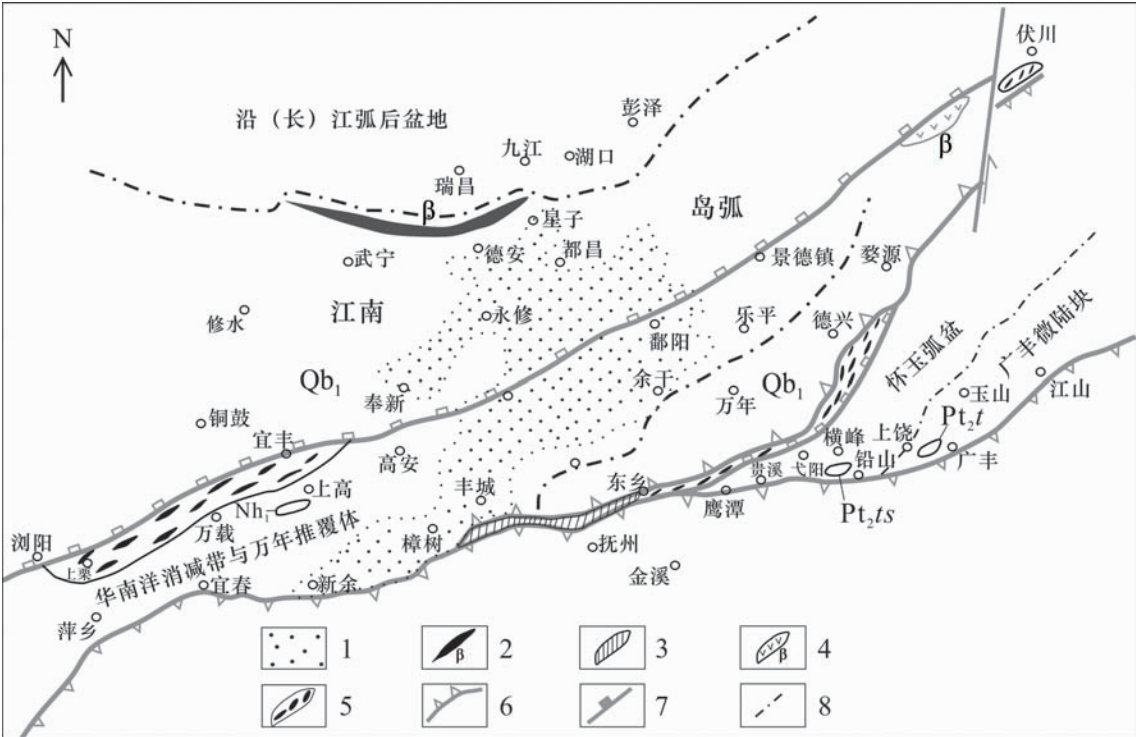 N
伏川
沿（长）江弧后盆地
彭泽
九江
湖口
瑞昌
β
β
岛弧
星子
德安
都昌
武宁
景德镇
婺源
江南
修水
永修
鄱阳
乐平
德兴
怀玉弧盆
广丰微陆块
Qb₁
奉新
余干
万年
Qb₁
玉山
江山
铜鼓
宜丰
高安
横峰
上饶
Pt₂t
上高
丰城
东乡
贵溪
弋阳
铅山
广丰
Nh₁
万载
鹰潭
Pt₂ts
浏阳
上栗
樟树
抚州
华南洋消减带与万年推覆体
宜春
新余
金溪
萍乡
1
β
2
3
β
4
5
6
7
8